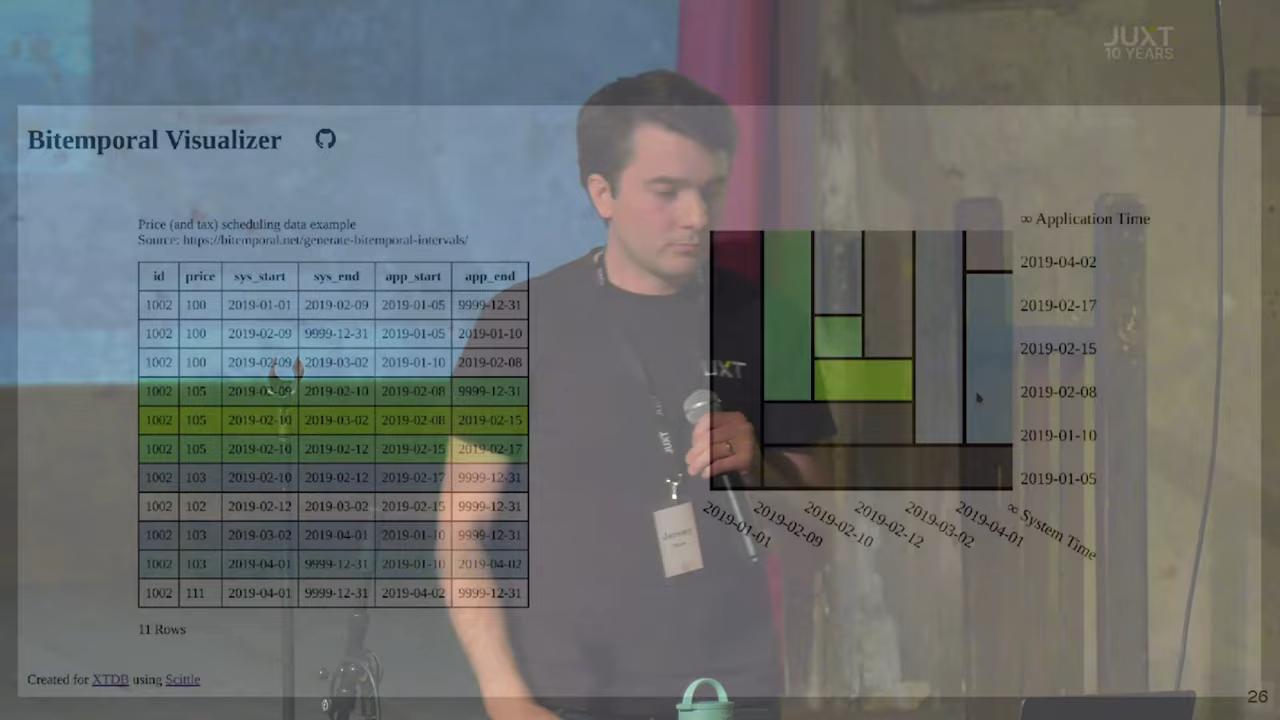 JUXT
10 YEARS
Bitemporal Visualizer
Price (and tax) scheduling data example
Source: https://bitemporal.net/generate-bitemporal-intervals/
id price sys_start sys_end app_start app_end
1002 100 2019-01-01 2019-02-09 2019-01-05 9999-12-31
1002 100 2019-02-09 9999-12-31 2019-01-05 2019-01-10
1002 100 2019-02-09 2019-03-02 2019-01-10 2019-02-08
1002 105 2019-02-09 2019-02-10 2019-02-08 9999-12-31
1002 105 2019-02-10 2019-03-02 2019-02-08 2019-02-15
1002 105 2019-02-10 2019-02-12 2019-02-15 2019-02-17
1002 103 2019-02-10 2019-02-12 2019-02-17 9999-12-31
1002 102 2019-02-12 2019-03-02 2019-02-15 9999-12-31
1002 103 2019-03-02 2019-04-01 2019-01-10 9999-12-31
1002 103 2019-04-01 9999-12-31 2019-01-10 2019-04-02
1002 111 2019-04-01 9999-12-31 2019-04-02 9999-12-31
11 Rows
Created for XTDB using Scittle
∞ Application Time
2019-04-02
2019-02-17
2019-02-15
2019-02-08
2019-01-10
2019-01-05
2019-01-01
2019-02-09
2019-02-10
2019-02-12
2019-03-02
2019-04-01
∞ System Time
JUXT
JUXT
26